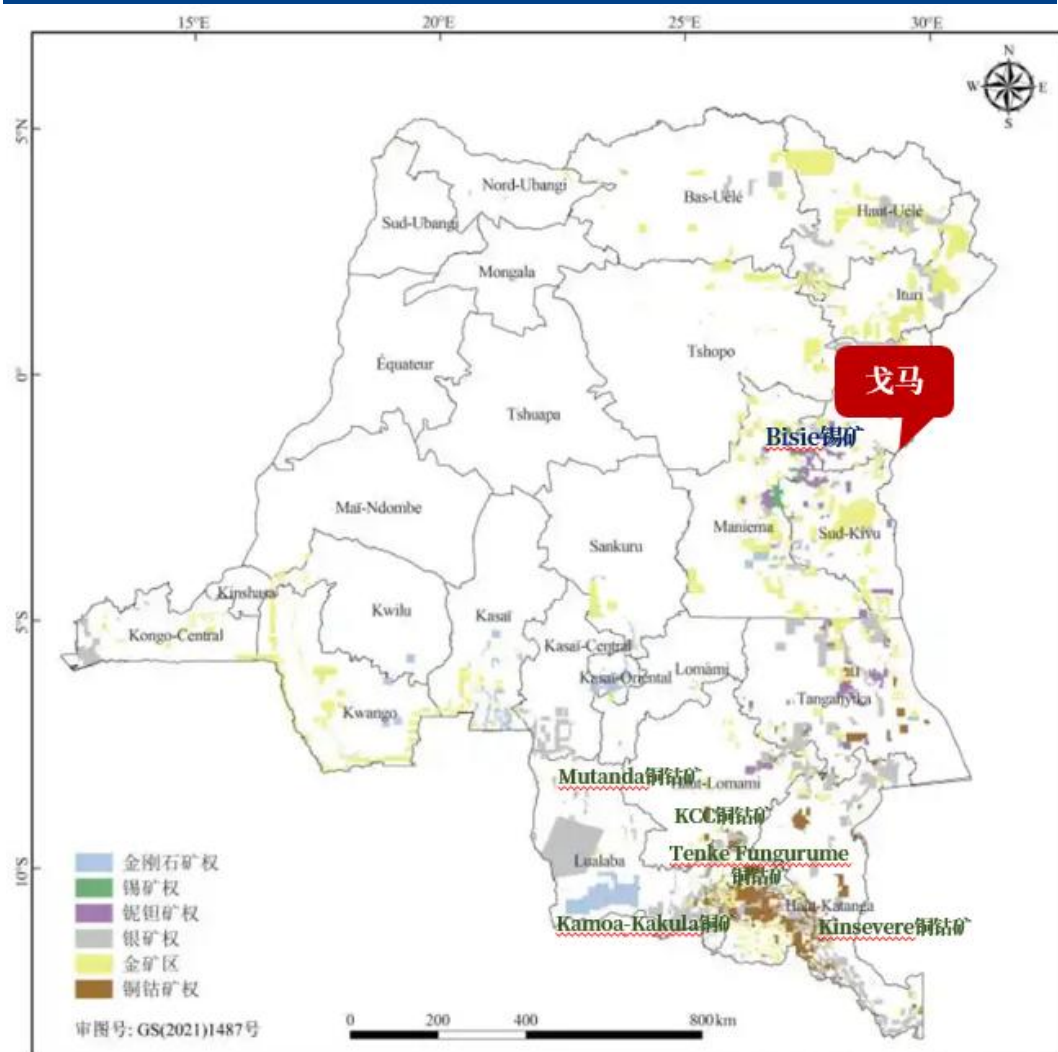 15°E 20°E 25°E 30°E
N
W E
S
5°N
0°
5°S
10°S
Nord-Ubangi
Bas-Uélé
Haut-Uélé
Sud-Ubangi
Mongala
Ituri
Équateur
Tshopo
戈马
Tshuapa
Bisie锡矿
Maï-Ndombe
Maniema
Sud-Kivu
Sankuru
Kinshasa
Kwilu
Kasaï
Kongo-Central
Kasaï-Central
Kasaï-Oriental
Lomami
Kwango
Tanganyika
Mutanda铜钴矿
Haut-Lomami
KCC铜钴矿
Tenke Fungurume
铜钴矿
Lualaba
Haut-Katanga
Kamoa-Kakula铜矿
Kinsevere铜钴矿
金刚石矿权
锡矿权
铌钽矿权
银矿权
金矿区
铜钴矿权
审图号: GS(2021)1487号
0 200 400 800 km